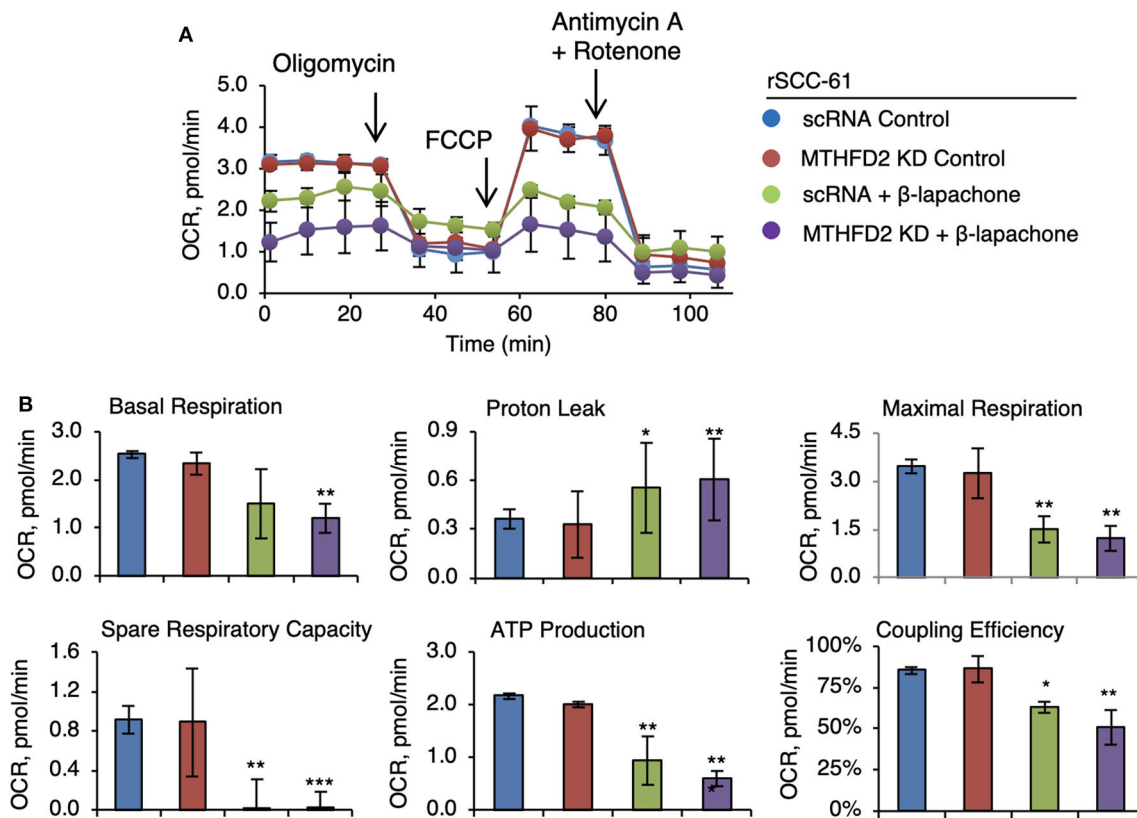 A
Oligomycin
FCCP
Antimycin A
+ Rotenone
OCR, pmol/min
5.0
4.0
3.0
2.0
1.0
0.0
0 20 40 60 80 100
Time (min)
rSCC-61
scRNA Control
MTHFD2 KD Control
scRNA + β-lapachone
MTHFD2 KD + β-lapachone
B
Basal Respiration
OCR, pmol/min
3.0
2.0
1.0
0.0
**
Proton Leak
OCR, pmol/min
0.9
0.6
0.3
0.0
* **
Maximal Respiration
OCR, pmol/min
4.5
3.0
1.5
0.0
** **
Spare Respiratory Capacity
OCR, pmol/min
1.6
1.2
0.8
0.4
0.0
** ***
ATP Production
OCR, pmol/min
3.0
2.0
1.0
0.0
** **
*
Coupling Efficiency
OCR, pmol/min
100%
75%
50%
25%
0%
* **